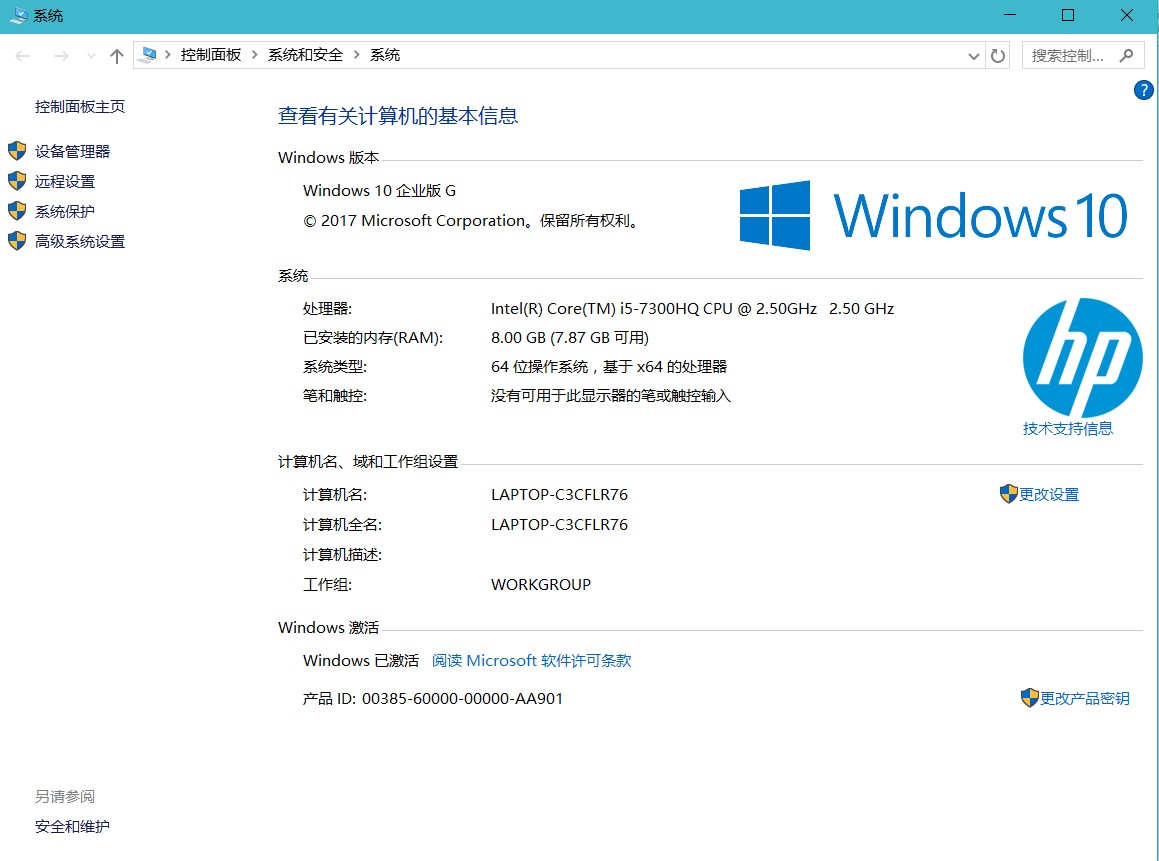 系统
控制面板 系统和安全 系统 搜索控制...
?
控制面板主页
设备管理器
远程设置
系统保护
高级系统设置
查看有关计算机的基本信息
Windows 版本
Windows 10 企业版 G
© 2017 Microsoft Corporation。保留所有权利。
Windows 10
系统
处理器: Intel(R) Core(TM) i5-7300HQ CPU @ 2.50GHz 2.50 GHz
已安装的内存(RAM): 8.00 GB (7.87 GB 可用)
系统类型: 64 位操作系统，基于 x64 的处理器
笔和触控: 没有可用于此显示器的笔或触控输入
hp
技术支持信息
计算机名、域和工作组设置
计算机名: LAPTOP-C3CFLR76 更改设置
计算机全名: LAPTOP-C3CFLR76
计算机描述:
工作组: WORKGROUP
Windows 激活
Windows 已激活 阅读 Microsoft 软件许可条款
产品 ID: 00385-60000-00000-AA901 更改产品密钥
另请参阅
安全和维护